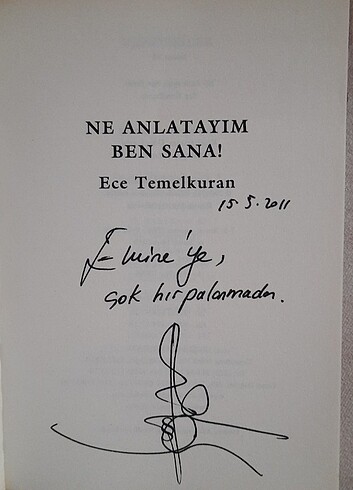 NE ANLATAYIM
BEN SANA!
Ece Temelkuran
15.5.2011
Emine'ye,
çok hırpalanmadan.